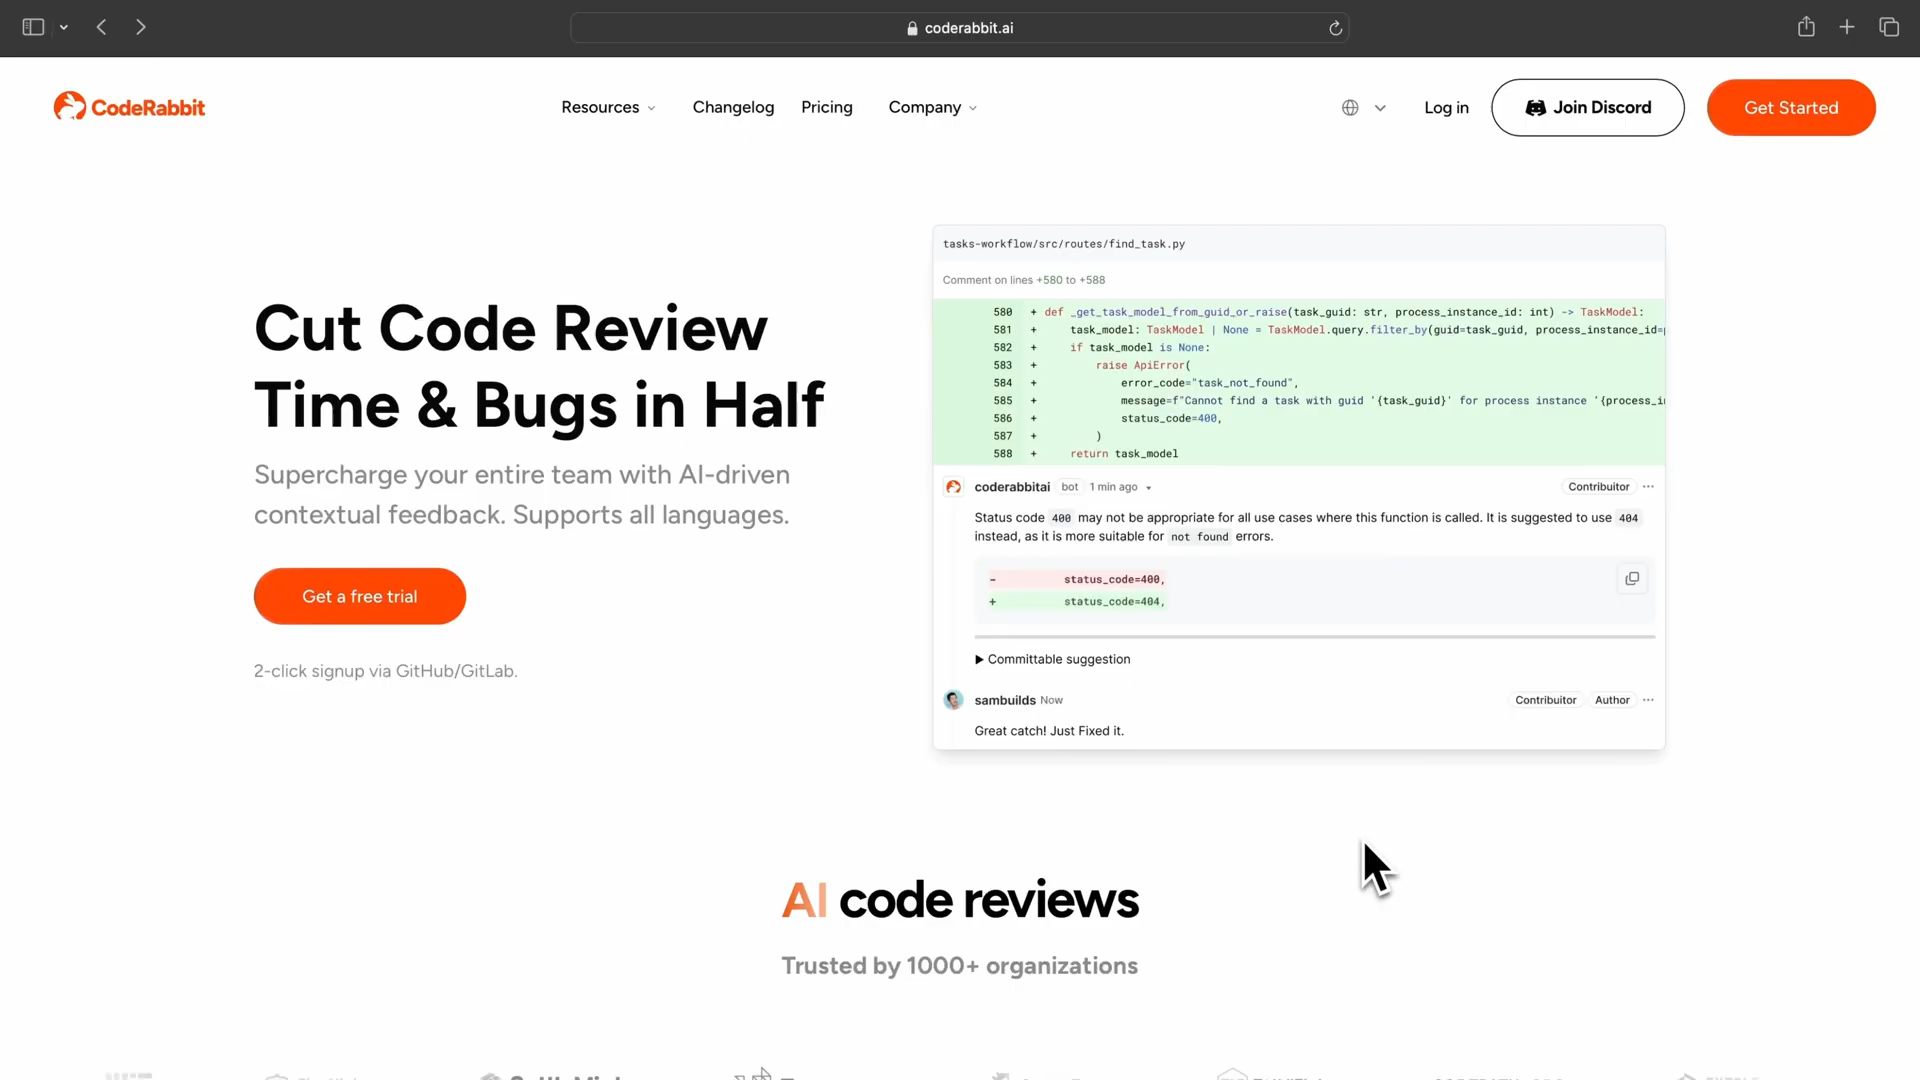 coderabbit.ai
CodeRabbit
Resources
Changelog
Pricing
Company
Log in
Join Discord
Get Started
Cut Code Review
Time & Bugs in Half
Supercharge your entire team with AI-driven
contextual feedback. Supports all languages.
Get a free trial
2-click signup via GitHub/GitLab.
tasks-workflow/src/routes/find_task.py
Comment on lines +580 to +588
580 + def _get_task_model_from_guid_or_raise(task_guid: str, process_instance_id: int) -> TaskModel:
581 + task_model: TaskModel | None = TaskModel.query.filter_by(guid=task_guid, process_instance_id=
582 + if task_model is None:
583 + raise ApiError(
584 + error_code="task_not_found",
585 + message=f"Cannot find a task with guid '{task_guid}' for process instance '{process_i
586 + status_code=400,
587 + )
588 + return task_model
coderabbitai bot 1 min ago Contribuitor
Status code 400 may not be appropriate for all use cases where this function is called. It is suggested to use 404
instead, as it is more suitable for not found errors.
- status_code=400,
+ status_code=404,
Committable suggestion
sambuilds Now Contribuitor Author
Great catch! Just Fixed it.
AI code reviews
Trusted by 1000+ organizations